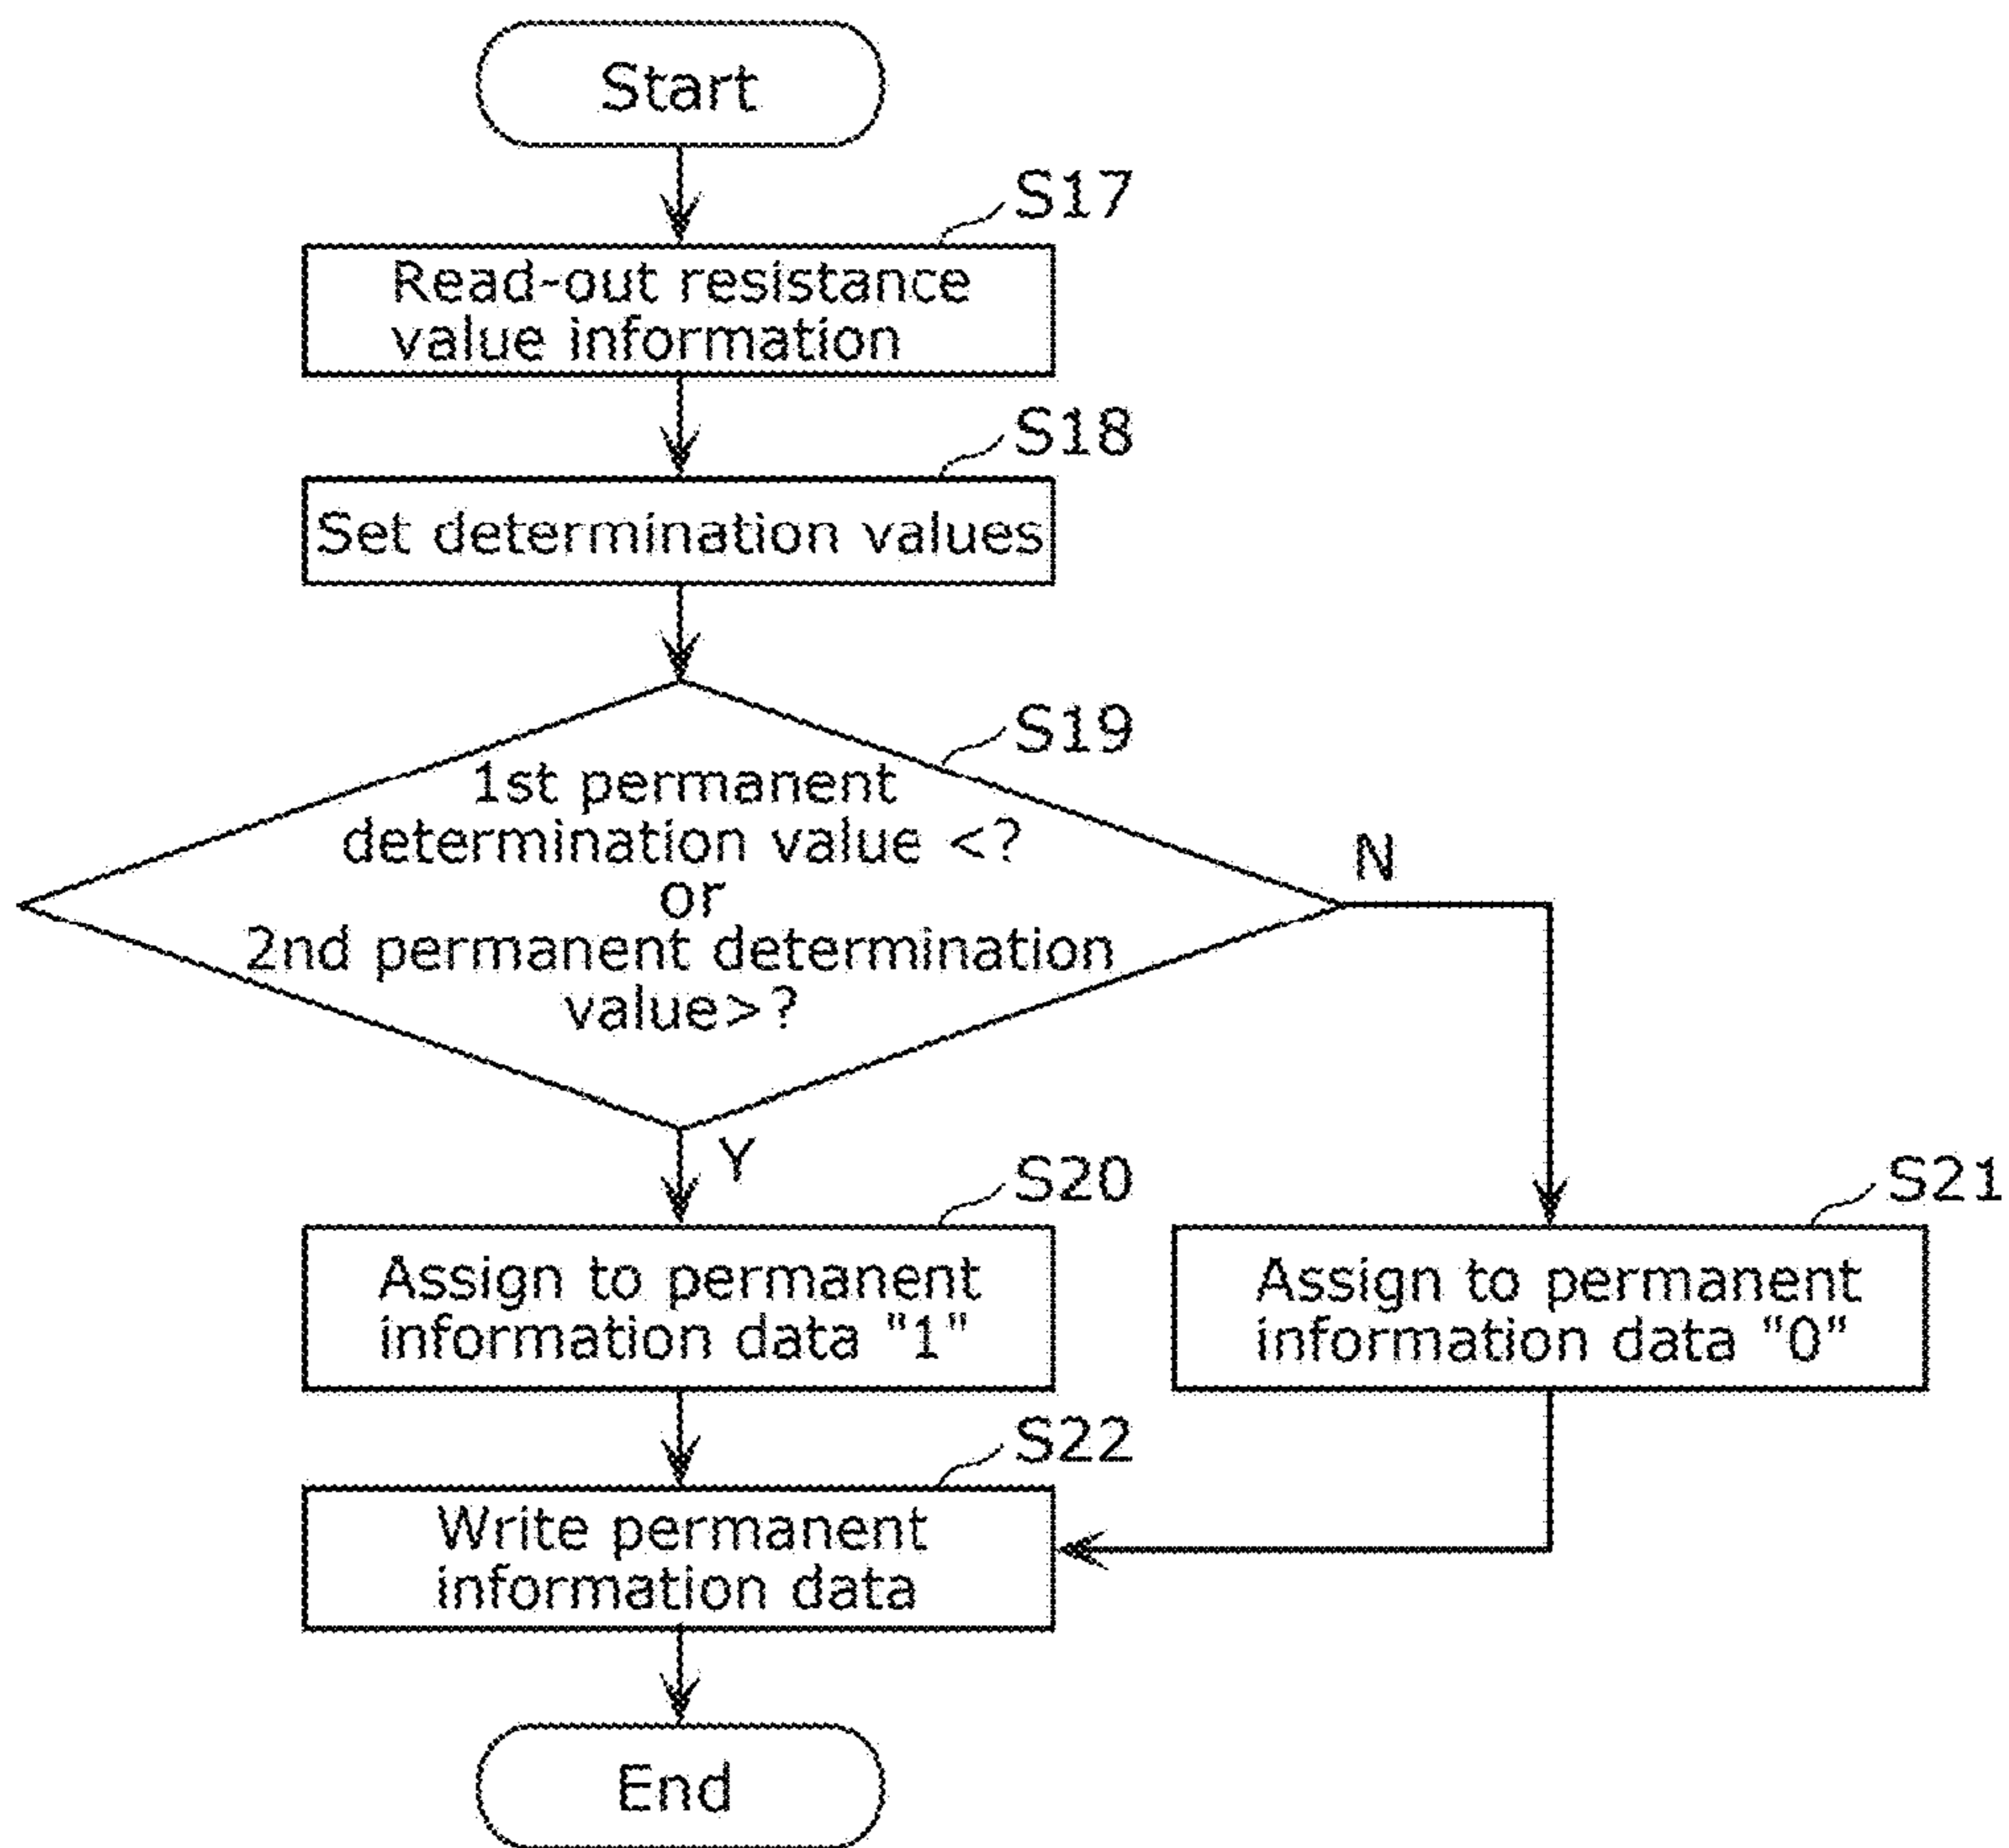 Start
S17
Read-out resistance
value information
S18
Set determination values
S19
1st permanent
determination value <?
or
2nd permanent determination
value>?
N
Y
S20
Assign to permanent
information data "1"
S21
Assign to permanent
information data "0"
S22
Write permanent
information data
End